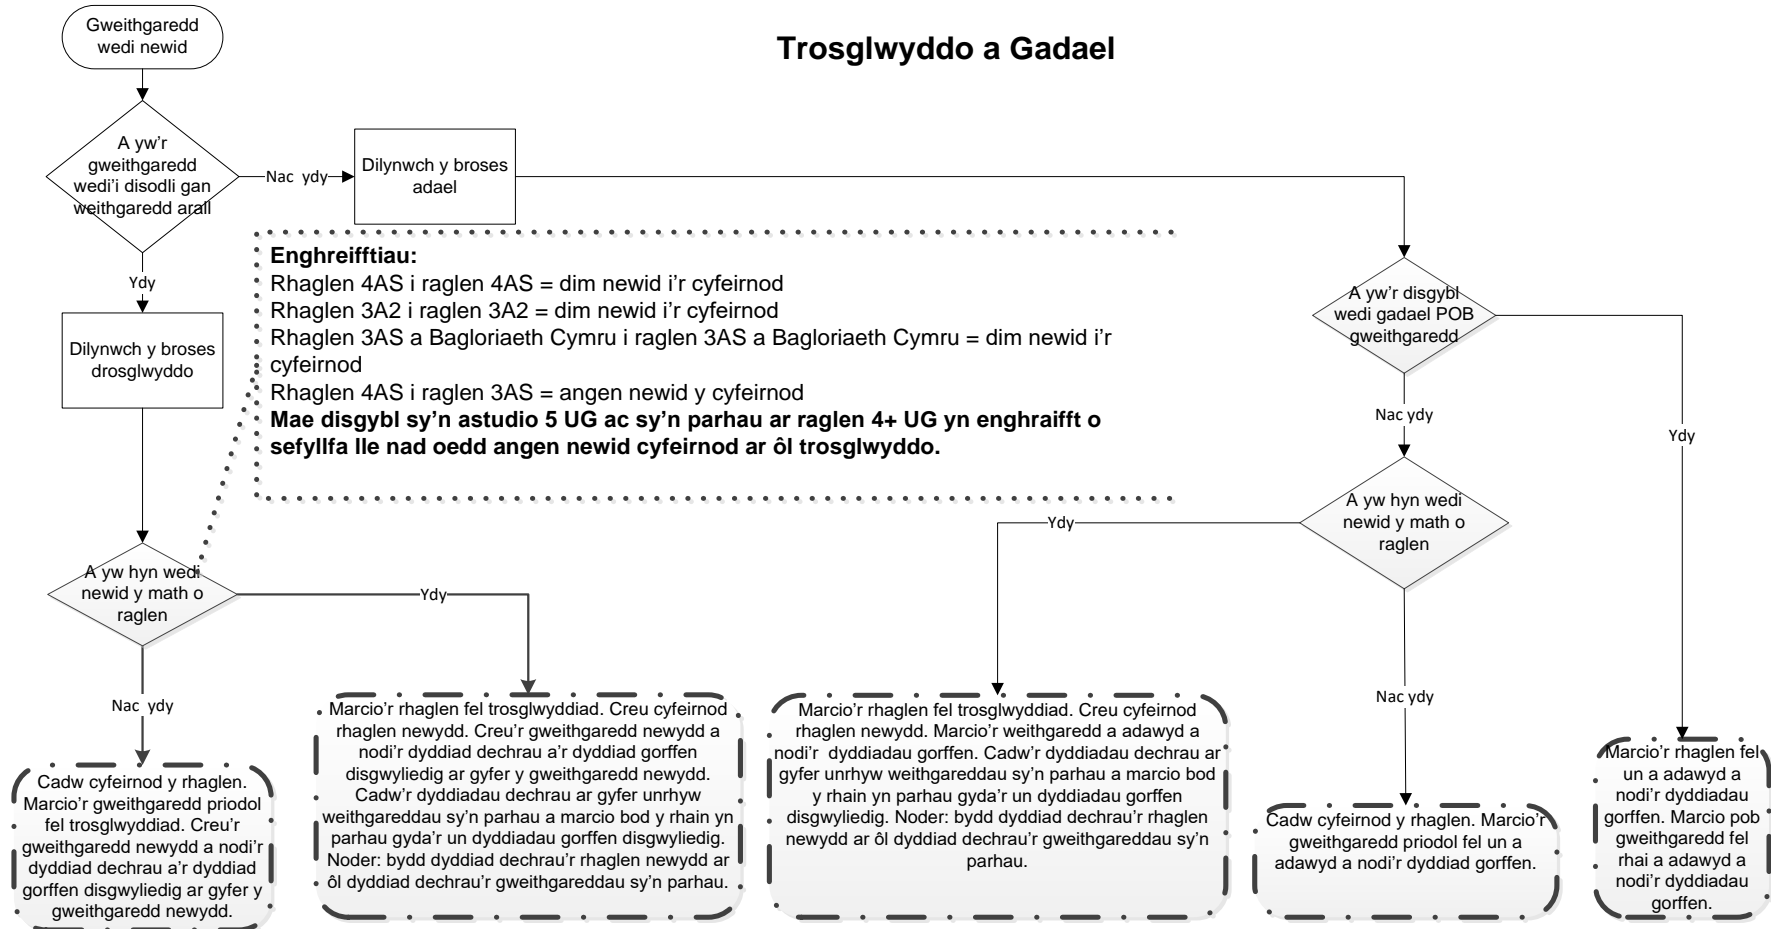 Gweithgaredd
wedi newid
Trosglwyddo a Gadael
A yw'r
gweithgaredd
wedi'i disodli gan
weithgaredd arall
Nac ydy
Dilynwch y broses
adael
Ydy
Dilynwch y broses
drosglwyddo
Enghreifftiau:
Rhaglen 4AS i raglen 4AS = dim newid i'r cyfeirnod
Rhaglen 3A2 i raglen 3A2 = dim newid i'r cyfeirnod
Rhaglen 3AS a Bagloriaeth Cymru i raglen 3AS a Bagloriaeth Cymru = dim newid i'r
cyfeirnod
Rhaglen 4AS i raglen 3AS = angen newid y cyfeirnod
Mae disgybl sy'n astudio 5 UG ac sy'n parhau ar raglen 4+ UG yn enghraifft o
sefyllfa lle nad oedd angen newid cyfeirnod ar ôl trosglwyddo.
A yw'r disgybl
wedi gadael POB
gweithgaredd
Nac ydy
Ydy
A yw hyn wedi
newid y math o
raglen
Ydy
A yw hyn wedi
newid y math o
raglen
Ydy
Nac ydy
Nac ydy
Cadw cyfeirnod y rhaglen.
Marcio'r gweithgaredd priodol
fel trosglwyddiad. Creu'r
gweithgaredd newydd a nodi'r
dyddiad dechrau a'r dyddiad
gorffen disgwyliedig ar gyfer y
gweithgaredd newydd.
Marcio'r rhaglen fel trosglwyddiad. Creu cyfeirnod
rhaglen newydd. Creu'r gweithgaredd newydd a
nodi'r dyddiad dechrau a'r dyddiad gorffen
disgwyliedig ar gyfer y gweithgaredd newydd.
Cadw'r dyddiadau dechrau ar gyfer unrhyw
weithgareddau sy'n parhau a marcio bod y rhain yn
parhau gyda'r un dyddiadau gorffen disgwyliedig.
Noder: bydd dyddiad dechrau'r rhaglen newydd ar
ôl dyddiad dechrau'r gweithgareddau sy'n parhau.
Marcio'r rhaglen fel trosglwyddiad. Creu cyfeirnod
rhaglen newydd. Marcio'r weithgaredd a adawyd a
nodi'r dyddiadau gorffen. Cadw'r dyddiadau dechrau ar
gyfer unrhyw weithgareddau sy'n parhau a marcio bod
y rhain yn parhau gyda'r un dyddiadau gorffen
disgwyliedig. Noder: bydd dyddiad dechrau'r rhaglen
newydd ar ôl dyddiad dechrau'r gweithgareddau sy'n
parhau.
Cadw cyfeirnod y rhaglen. Marcio'r
gweithgaredd priodol fel un a
adawyd a nodi'r dyddiad gorffen.
Marcio'r rhaglen fel
un a adawyd a
nodi'r dyddiadau
gorffen. Marcio pob
gweithgaredd fel
rhai a adawyd a
nodi'r dyddiadau
gorffen.